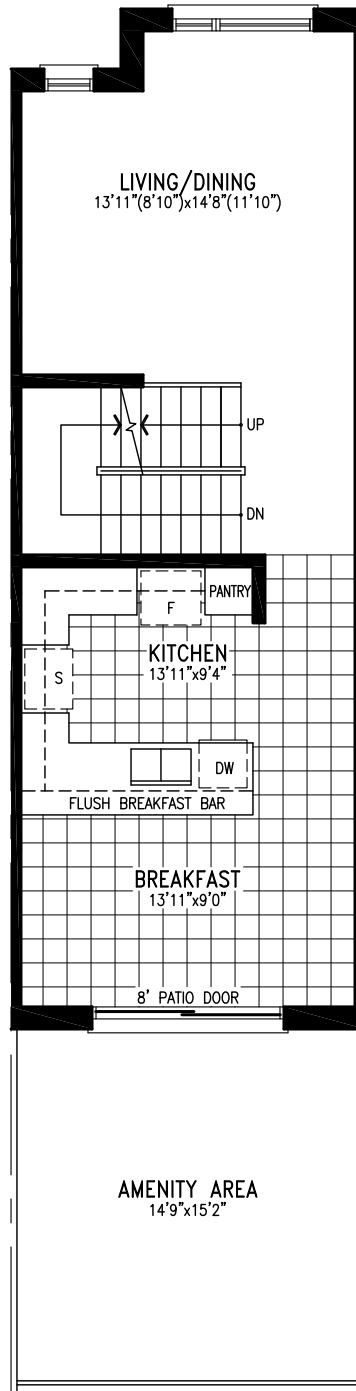 LIVING/DINING
13'11"(8'10")x14'8"(11'10")
UP
N
DN
PANTRY
F
KITCHEN
13'11"x9'4"
S
DW
FLUSH BREAKFAST BAR
BREAKFAST
13'11"x9'0"
8' PATIO DOOR
AMENITY AREA
14'9"x15'2"